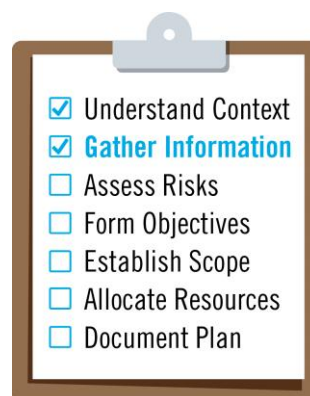 Understand Context
Gather Information
Assess Risks
Form Objectives
Establish Scope
Allocate Resources
Document Plan